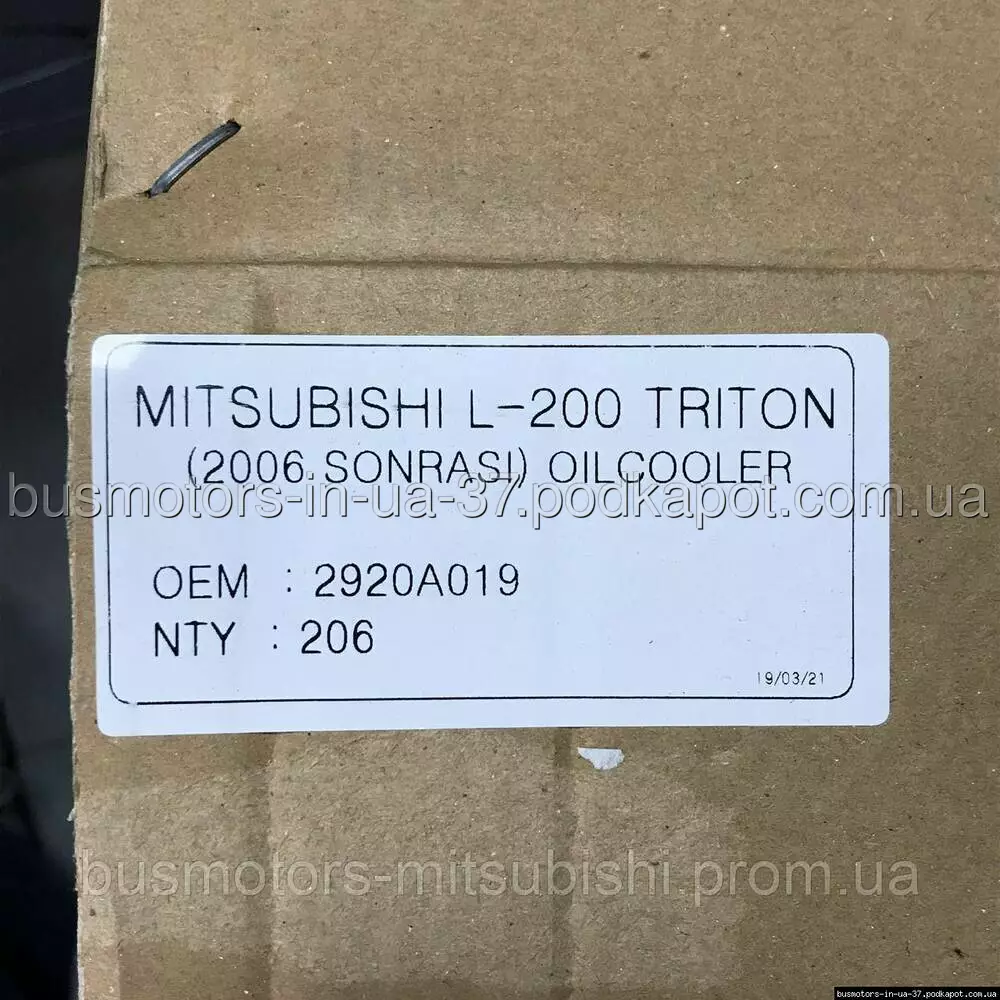 MITSUBISHI L-200 TRITON
(2006 SONRASI) OILCOOLER
busmotors-in-ua-37.podkapot.com.ua
OEM : 2920A019
NTY : 206
19/03/21
busmotors-mitsubishi.prom.ua
busmotors-in-ua-37.podkapot.com.ua